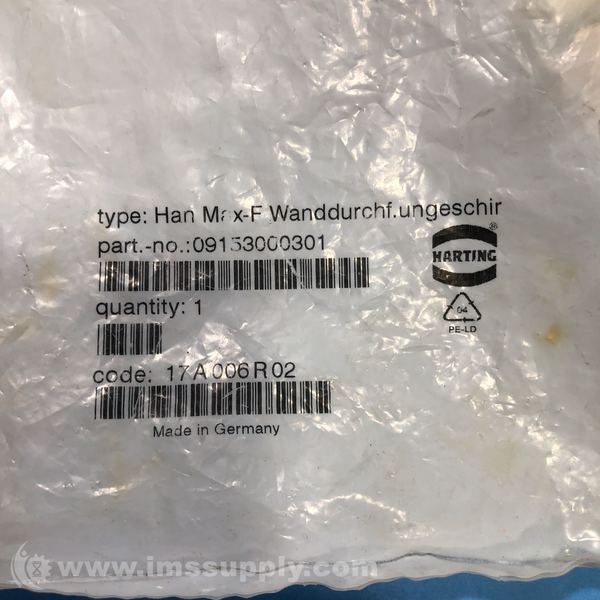 type: Han Max-F Wanddurchf.ungeschir
part.-no.:09153000301
HARTING
®
quantity: 1
04
PE-LD
code: 17A006R02
Made in Germany
www.imssupply.com